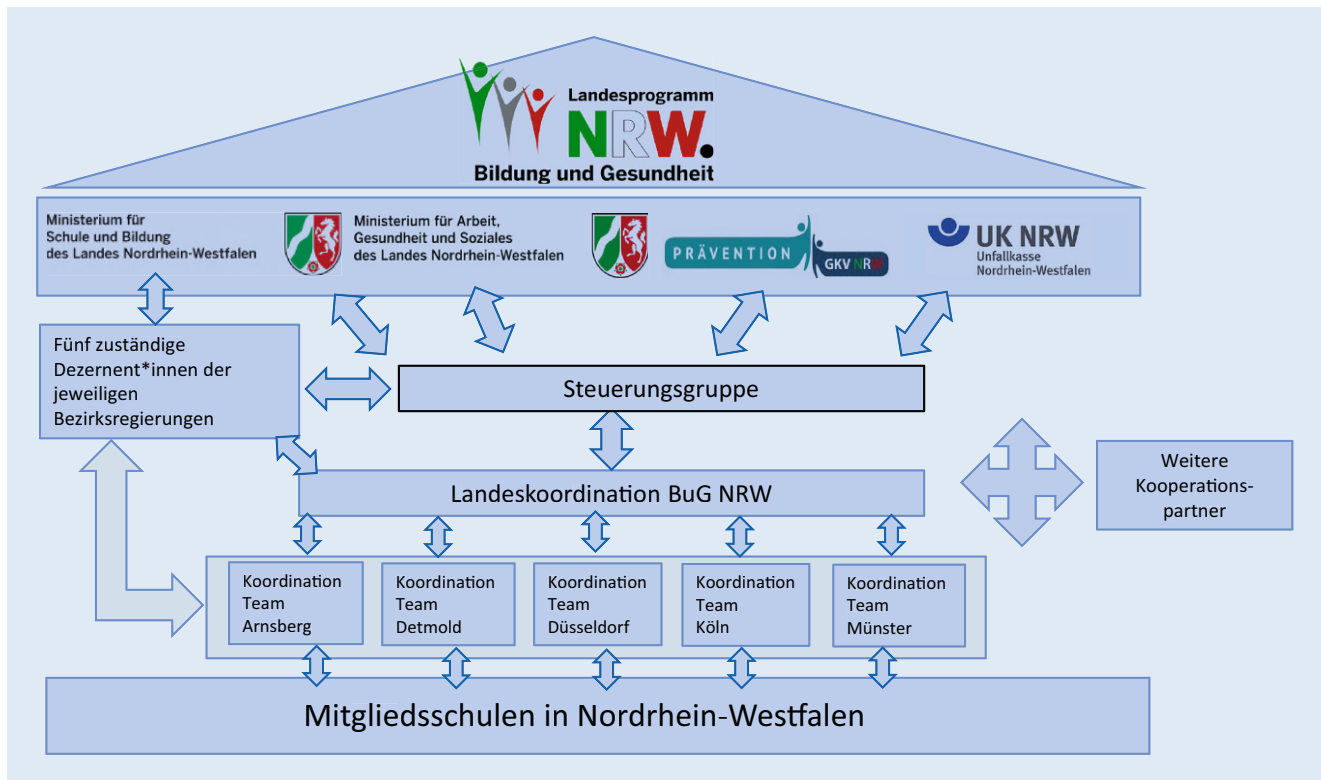 Landesprogramm
NRW.
Bildung und Gesundheit
Ministerium für
Schule und Bildung
des Landes Nordrhein-Westfalen
Ministerium für Arbeit,
Gesundheit und Soziales
des Landes Nordrhein-Westfalen
PRÄVENTION
GKV NRW
UK NRW
Unfallkasse
Nordrhein-Westfalen
Fünf zuständige
Dezernent*innen der
jeweiligen
Bezirksregierungen
Steuerungsgruppe
Landeskoordination BuG NRW
Weitere
Kooperations-
partner
Koordination
Team
Arnsberg
Koordination
Team
Detmold
Koordination
Team
Düsseldorf
Koordination
Team
Köln
Koordination
Team
Münster
Mitgliedsschulen in Nordrhein-Westfalen